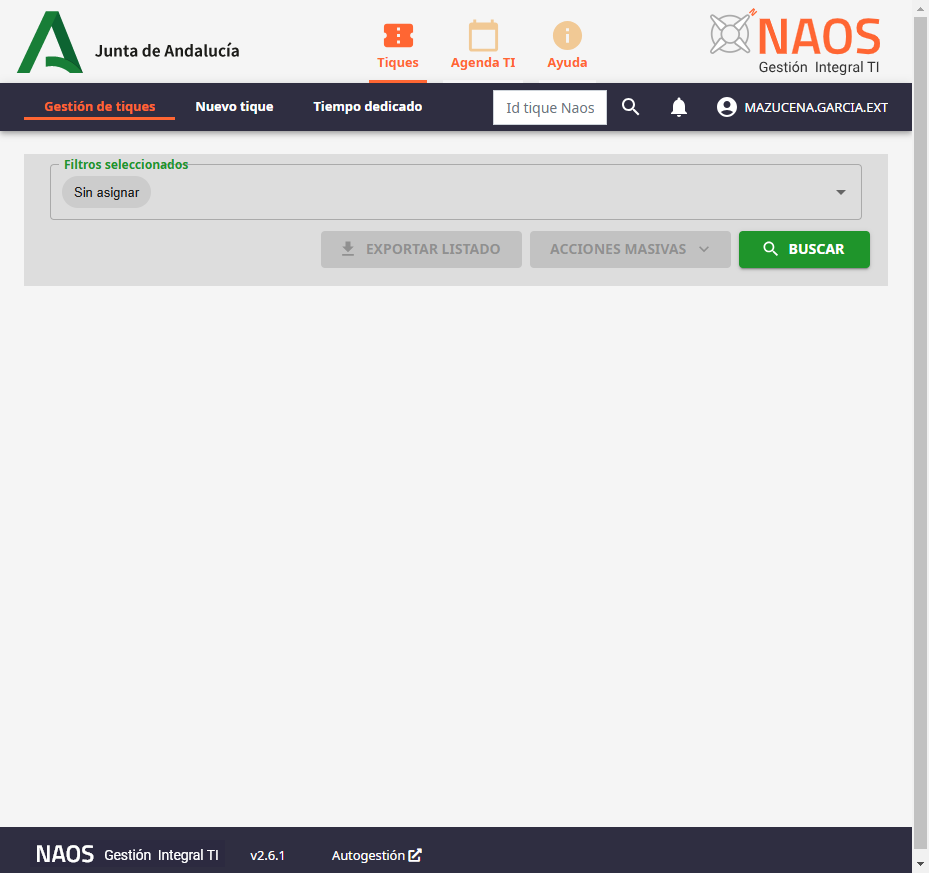 Junta de Andalucía
Tiques
Agenda TI
Ayuda
N
NAOS
Gestión Integral TI
Gestión de tiques
Nuevo tique
Tiempo dedicado
Id tique Naos
MAZUCENA.GARCIA.EXT
Filtros seleccionados
Sin asignar
EXPORTAR LISTADO
ACCIONES MASIVAS
BUSCAR
NAOS Gestión Integral TI
v2.6.1
Autogestión